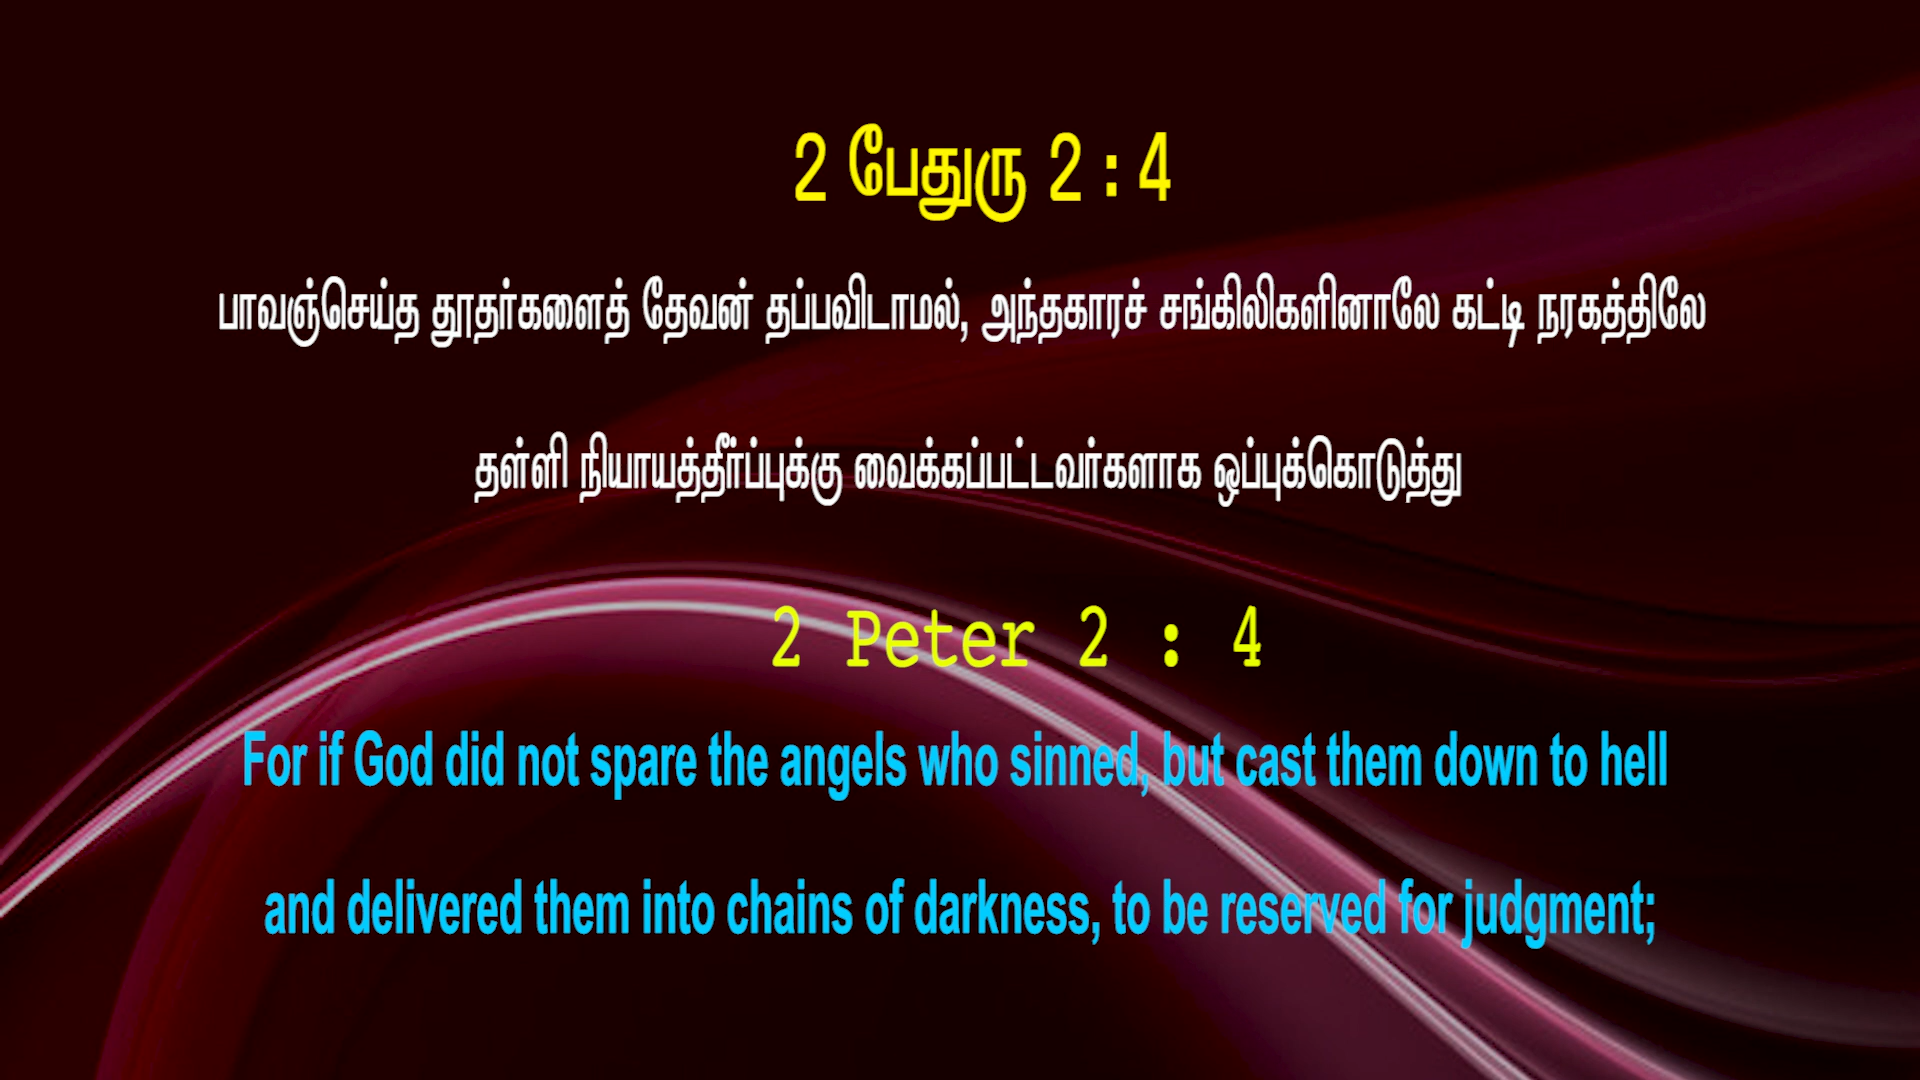 2 பேதுரு 2 : 4
பாவஞ்செய்த தூதர்களைத் தேவன் தப்பவிடாமல், அந்தகாரச் சங்கிலிகளினாலே கட்டி நரகத்திலே
தள்ளி நியாயத்தீர்ப்புக்கு வைக்கப்பட்டவர்களாக ஒப்புக்கொடுத்து
2 Peter 2 : 4
For if God did not spare the angels who sinned, but cast them down to hell
and delivered them into chains of darkness, to be reserved for judgment;